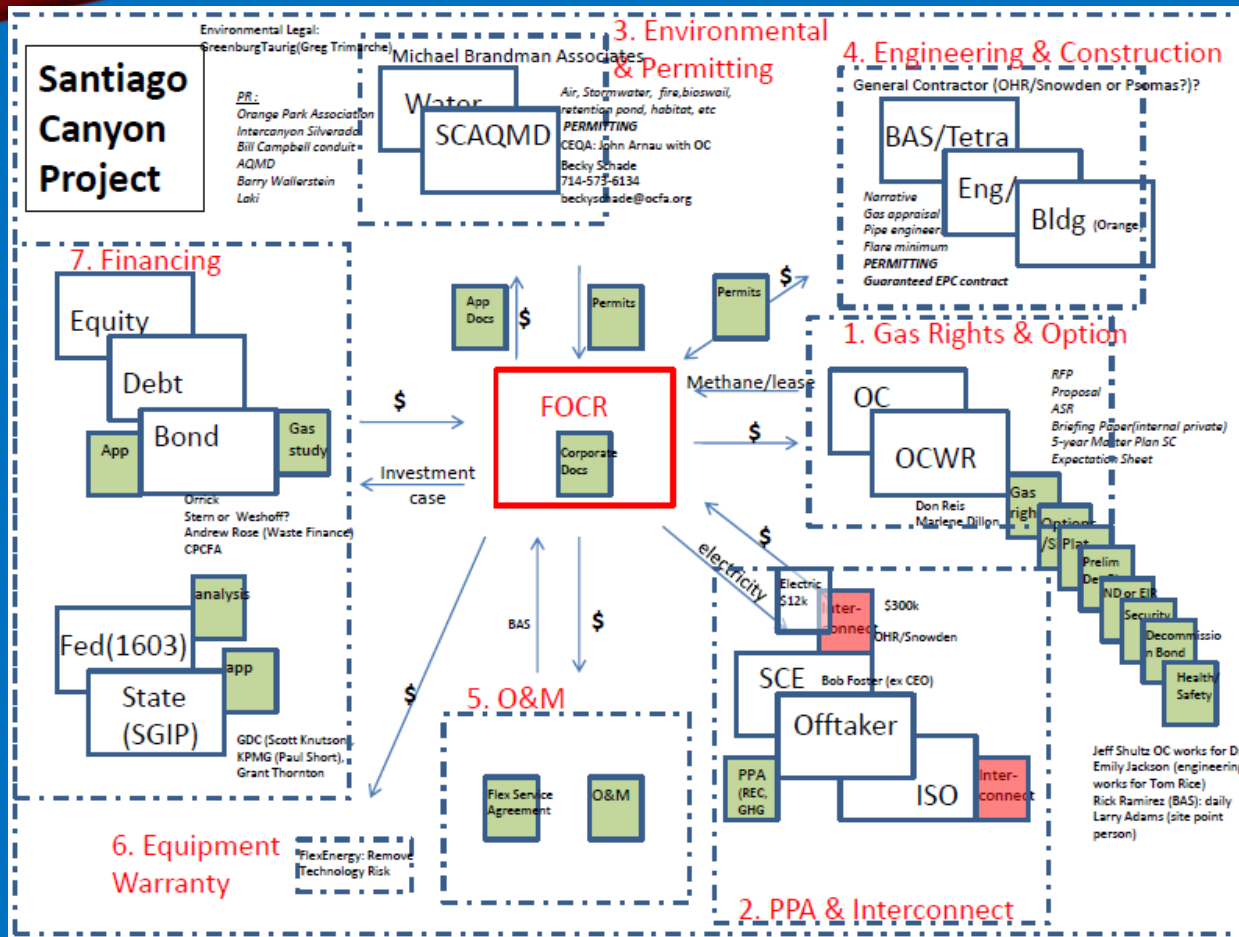 Santiago
Canyon
Project
Environmental Legal:
GreenburgTaurig(Greg Trimarche)
PR:
Orange Park Association
Intercanyon Silverado
Bill Campbell conduit
AQMD
Barry Wallerstein
Laki
3. Environmental
& Permitting
Michael Brandman Associates
Water
SCAQMD
Air, Stormwater, fire,bioswail,
retention pond, habitat, etc
PERMITTING
CEQA: John Arnau with OC
Becky Schade
714-573-6134
beckyschade@ocfa.org
4. Engineering & Construction
General Contractor (OHR/Snowden or Psomas?)?
BAS/Tetra
Eng/
Bldg (Orange)
Narrative
Gas appraisal
Pipe engineer
Flare minimum
PERMITTING
Guaranteed EPC contract
7. Financing
Equity
Debt
Bond
App
Gas
study
Orrick
Stern or Weshoff?
Andrew Rose (Waste Finance)
CPCFA
analysis
Fed(1603)
app
State
(SGIP)
GDC (Scott Knutson),
KPMG (Paul Short),
Grant Thornton
App
Docs
$
Permits
Permits
$
$
Investment
case
FOCR
Corporate
Docs
Methane/lease
$
1. Gas Rights & Option
OC
OCWR
RFP
Proposal
ASR
Briefing Paper(internal private)
5-year Master Plan SC
Expectation Sheet
Don Reis
Marlene Dillon
Gas
righ
Options
/Si
Plat
Prelim
De
ND or EIR
Security
Decommissio
n Bond
Health/
Safety
electricity
$
Electric
$12k
Inter-
connect
$300k
OHR/Snowden
SCE
Bob Foster (ex CEO)
Offtaker
PPA
(REC,
GHG
ISO
Inter-
connect
2. PPA & Interconnect
Jeff Shultz OC works for D
Emily Jackson (engineering
works for Tom Rice)
Rick Ramirez (BAS): daily
Larry Adams (site point
person)
BAS
$
$
5. O&M
Flex Service
Agreement
O&M
6. Equipment
Warranty
FlexEnergy: Remove
Technology Risk